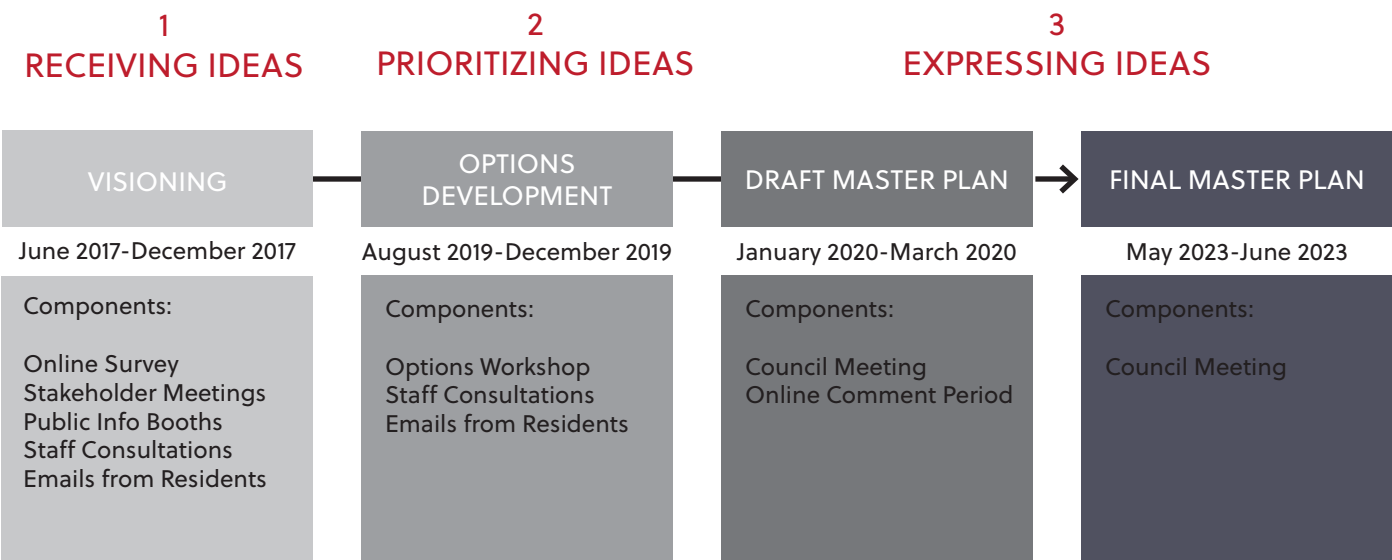 1
RECEIVING IDEAS
2
PRIORITIZING IDEAS
3
EXPRESSING IDEAS
VISIONING
OPTIONS
DEVELOPMENT
DRAFT MASTER PLAN
FINAL MASTER PLAN
June 2017-December 2017
August 2019-December 2019
January 2020-March 2020
May 2023-June 2023
Components:
Online Survey
Stakeholder Meetings
Public Info Booths
Staff Consultations
Emails from Residents
Components:
Options Workshop
Staff Consultations
Emails from Residents
Components:
Council Meeting
Online Comment Period
Components:
Council Meeting